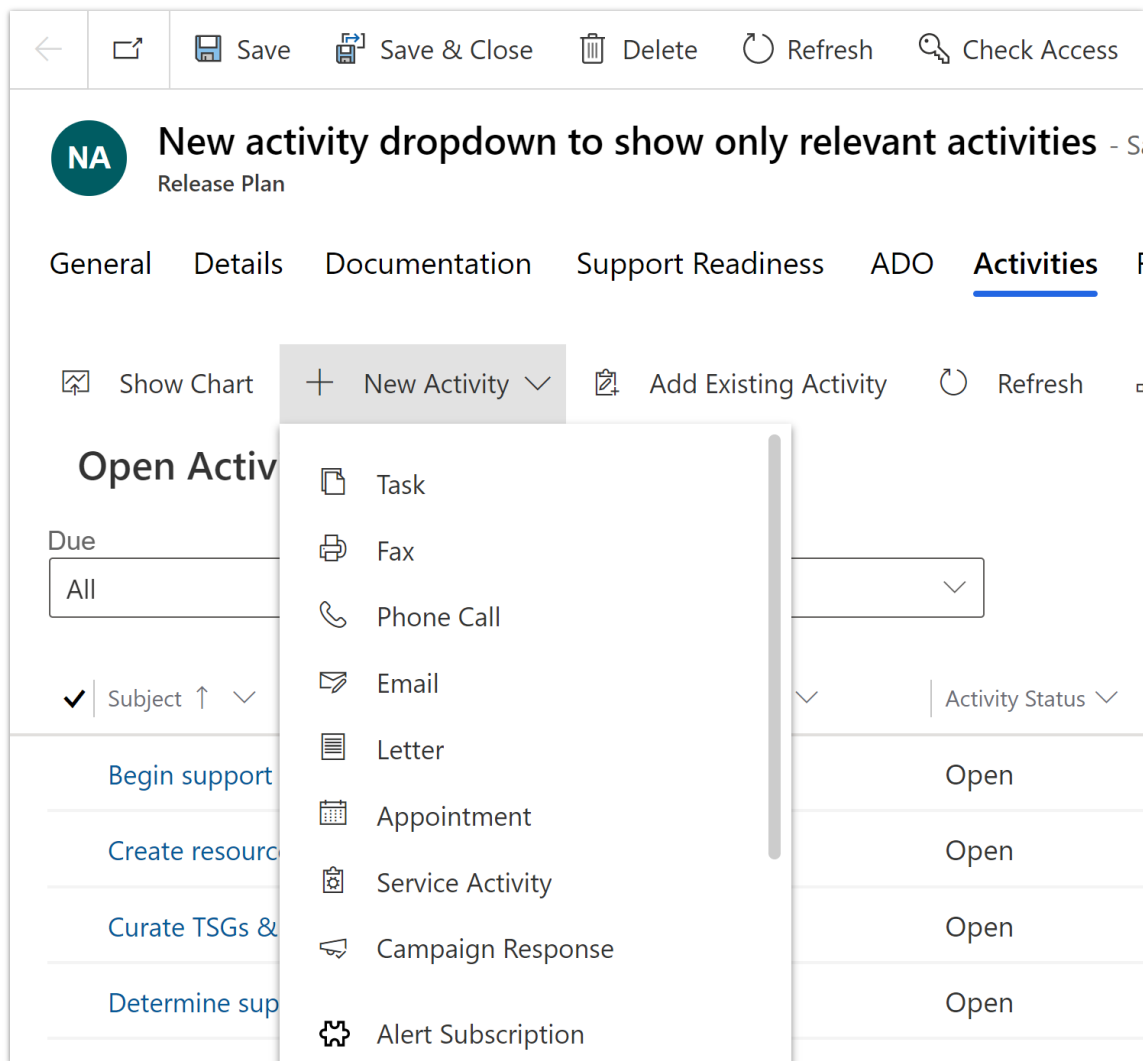 Save Save & Close Delete Refresh Check Access
NA
New activity dropdown to show only relevant activities -
Release Plan
General Details Documentation Support Readiness ADO Activities
Show Chart New Activity Add Existing Activity Refresh
Open Activ
Due
All
Task
Fax
Phone Call
Email
Letter
Appointment
Service Activity
Campaign Response
Alert Subscription
Subject Activity Status
Begin support Open
Create resourc Open
Curate TSGs & Open
Determine sup Open